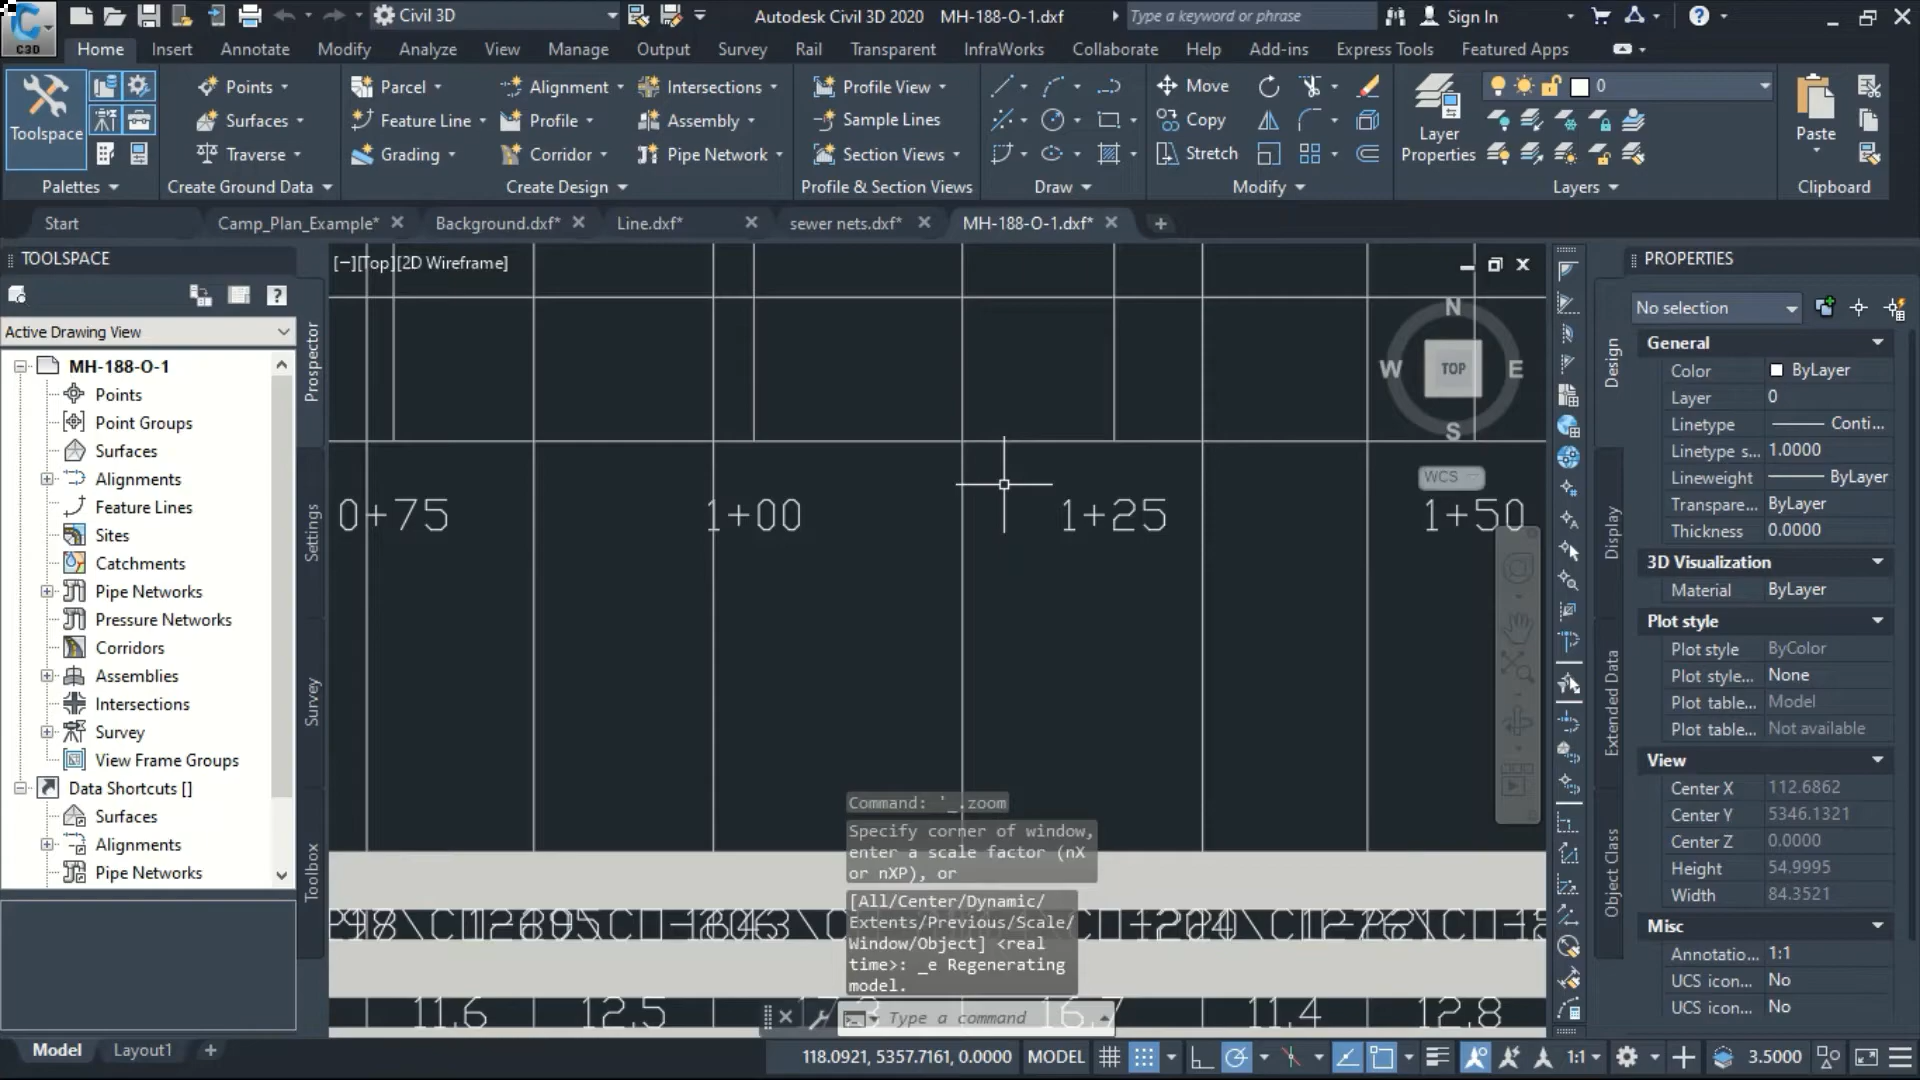 Civil 3D
Autodesk Civil 3D 2020 MH-188-O-1.dxf
Type a keyword or phrase
Sign In
C3D
Home Insert Annotate Modify Analyze View Manage Output Survey Rail Transparent InfraWorks Collaborate Help Add-ins Express Tools Featured Apps
Toolspace
Points
Surfaces
Traverse
Parcel
Feature Line
Grading
Alignment
Profile
Corridor
Intersections
Assembly
Pipe Network
Profile View
Sample Lines
Section Views
Move
Copy
Stretch
Layer
Properties
0
Paste
Palettes
Create Ground Data
Create Design
Profile & Section Views
Draw
Modify
Layers
Clipboard
Start Camp_Plan_Example* Background.dxf* Line.dxf* sewer nets.dxf* MH-188-O-1.dxf*
TOOLSPACE
Active Drawing View
MH-188-O-1
Points
Point Groups
Surfaces
Alignments
Feature Lines
Sites
Catchments
Pipe Networks
Pressure Networks
Corridors
Assemblies
Intersections
Survey
View Frame Groups
Data Shortcuts []
Surfaces
Alignments
Pipe Networks
Prospector
Settings
Survey
Toolbox
[−][Top][2D Wireframe]
N
W TOP E
S
WCS
0+75 1+00 1+25 1+50
Command: '_.zoom
Specify corner of window,
enter a scale factor (nX
or nXP), or
[All/Center/Dynamic/
Extents/Previous/Scale/
Window/Object] <real
time>: _e Regenerating
model.
11.6 12.5 16.7 11.4 12.8
Type a command
PROPERTIES
No selection
Design
Display
Extended Data
Object Class
General
Color ByLayer
Layer 0
Linetype Conti...
Linetype s... 1.0000
Lineweight ByLayer
Transpare... ByLayer
Thickness 0.0000
3D Visualization
Material ByLayer
Plot style
Plot style ByColor
Plot style... None
Plot table... Model
Plot table... Not available
View
Center X 112.6862
Center Y 5346.1321
Center Z 0.0000
Height 54.9995
Width 84.3521
Misc
Annotatio... 1:1
UCS icon... No
UCS icon... No
Model Layout1
118.0921, 5357.7161, 0.0000 MODEL 1:1 3.5000